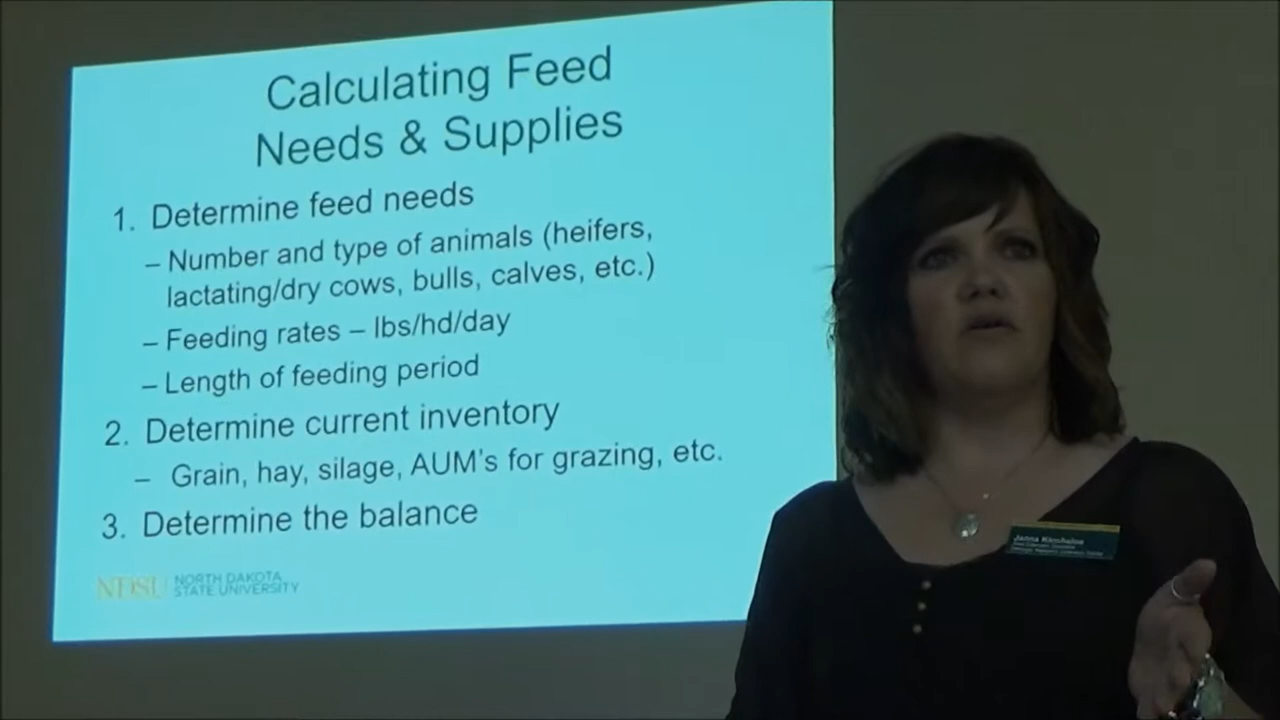 Calculating Feed
Needs & Supplies
1. Determine feed needs
– Number and type of animals (heifers,
lactating/dry cows, bulls, calves, etc.)
– Feeding rates – lbs/hd/day
– Length of feeding period
2. Determine current inventory
– Grain, hay, silage, AUM's for grazing, etc.
3. Determine the balance
NDSU NORTH DAKOTA
STATE UNIVERSITY
Janna